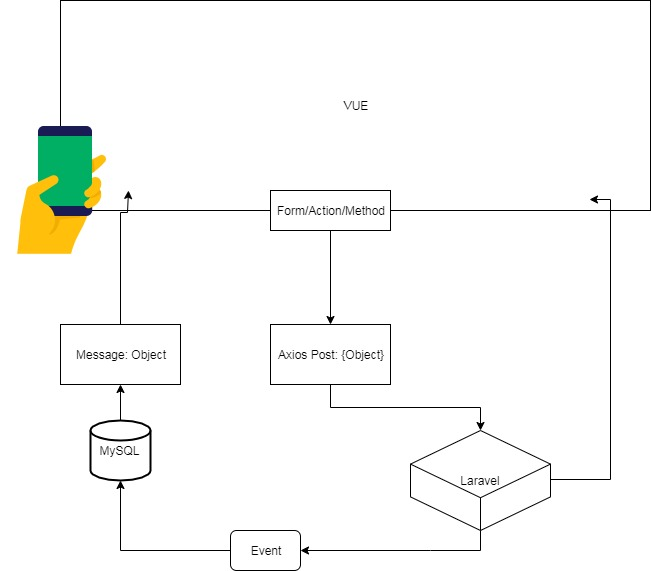 VUE
Form/Action/Method
Message: Object
Axios Post: {Object}
MySQL
Laravel
Event